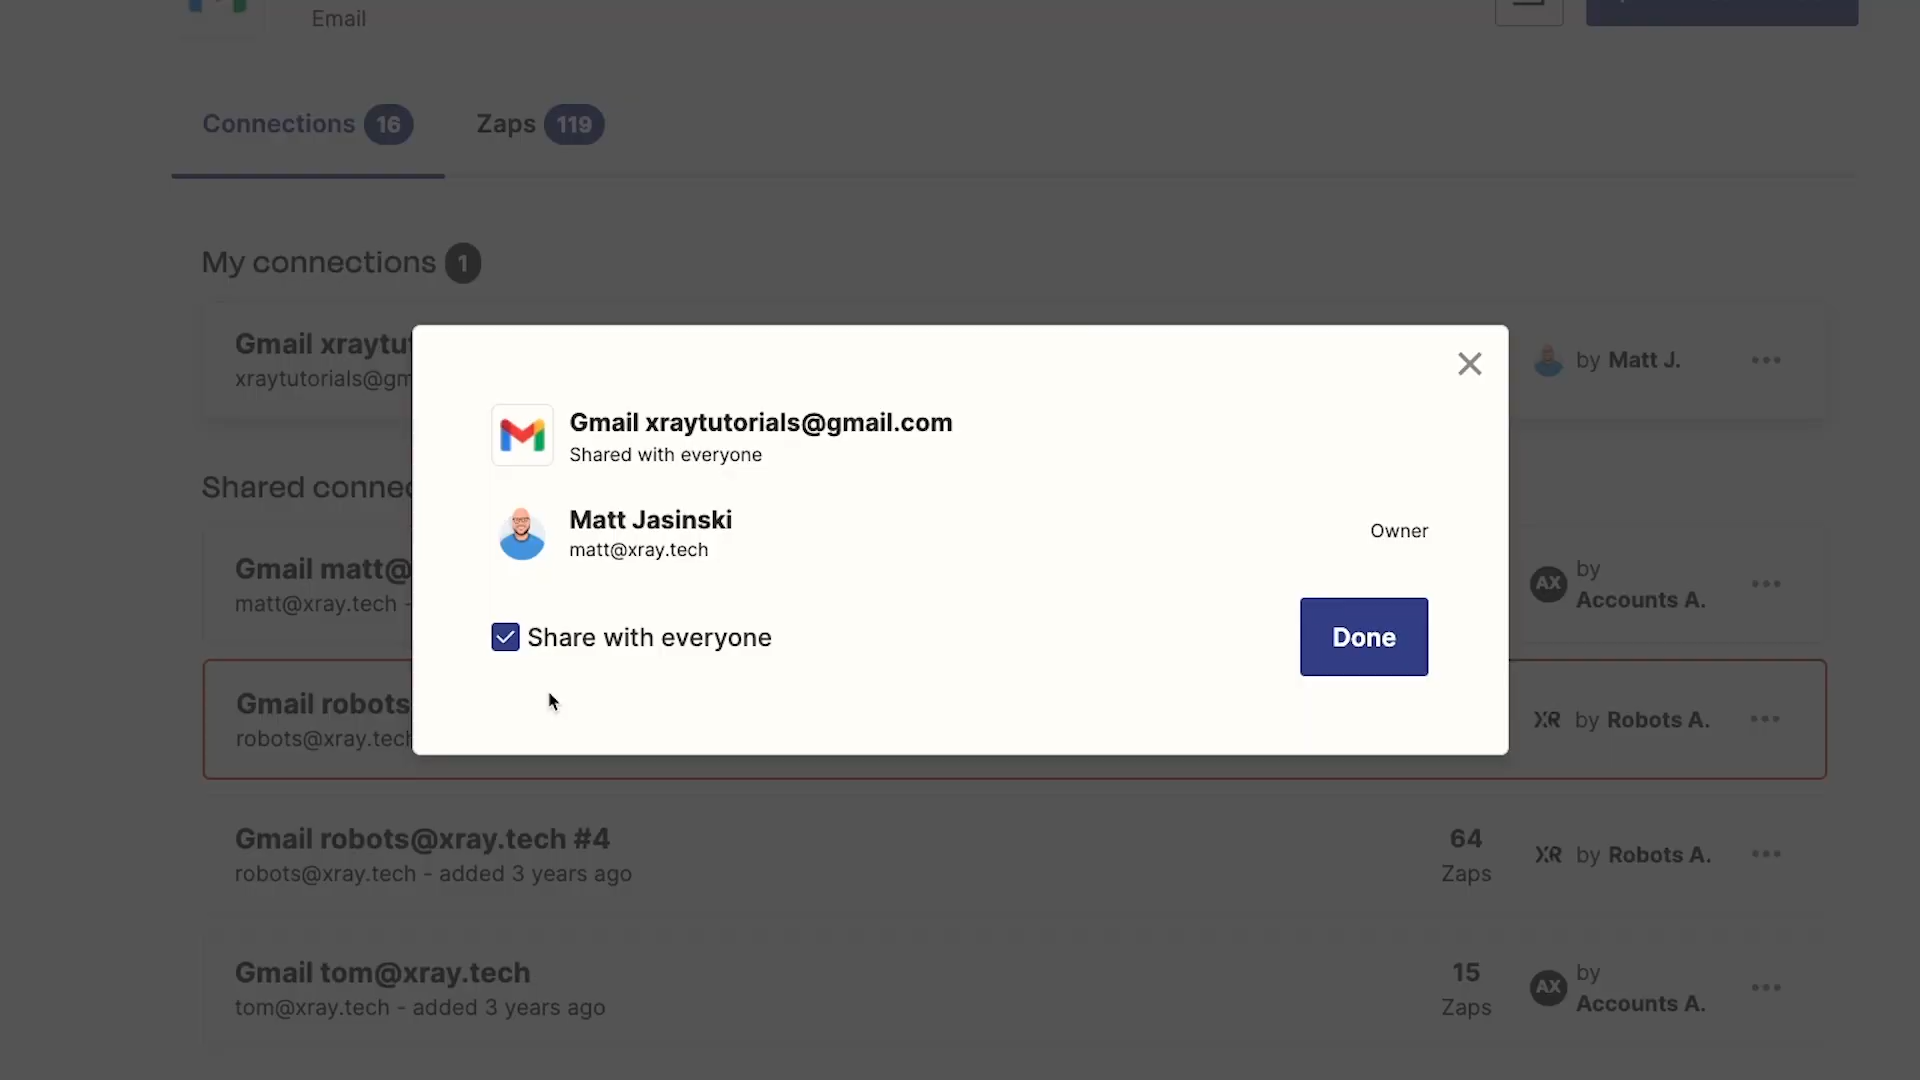 Email
Connections 16
Zaps 119
My connections 1
Gmail xraytu
xraytutorials@gm
by Matt J.
Gmail xraytutorials@gmail.com
Shared with everyone
Shared connec
Matt Jasinski
matt@xray.tech
Owner
Gmail matt@
matt@xray.tech -
AX
by
Accounts A.
Share with everyone
Done
Gmail robots
robots@xray.tech
XR by Robots A.
Gmail robots@xray.tech #4
robots@xray.tech - added 3 years ago
64
Zaps
XR by Robots A.
Gmail tom@xray.tech
tom@xray.tech - added 3 years ago
15
Zaps
AX
by
Accounts A.